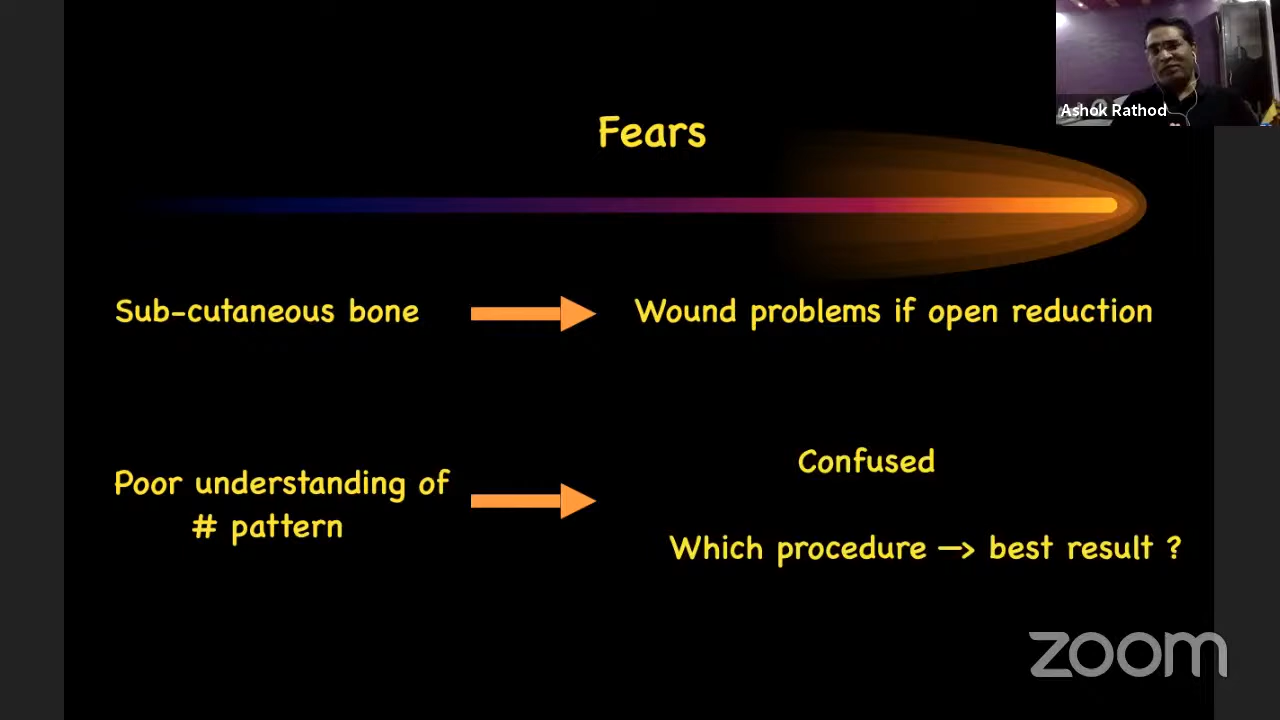 Ashok Rathod
Fears
Sub-cutaneous bone
Wound problems if open reduction
Poor understanding of
# pattern
Confused
Which procedure —> best result ?
zoom